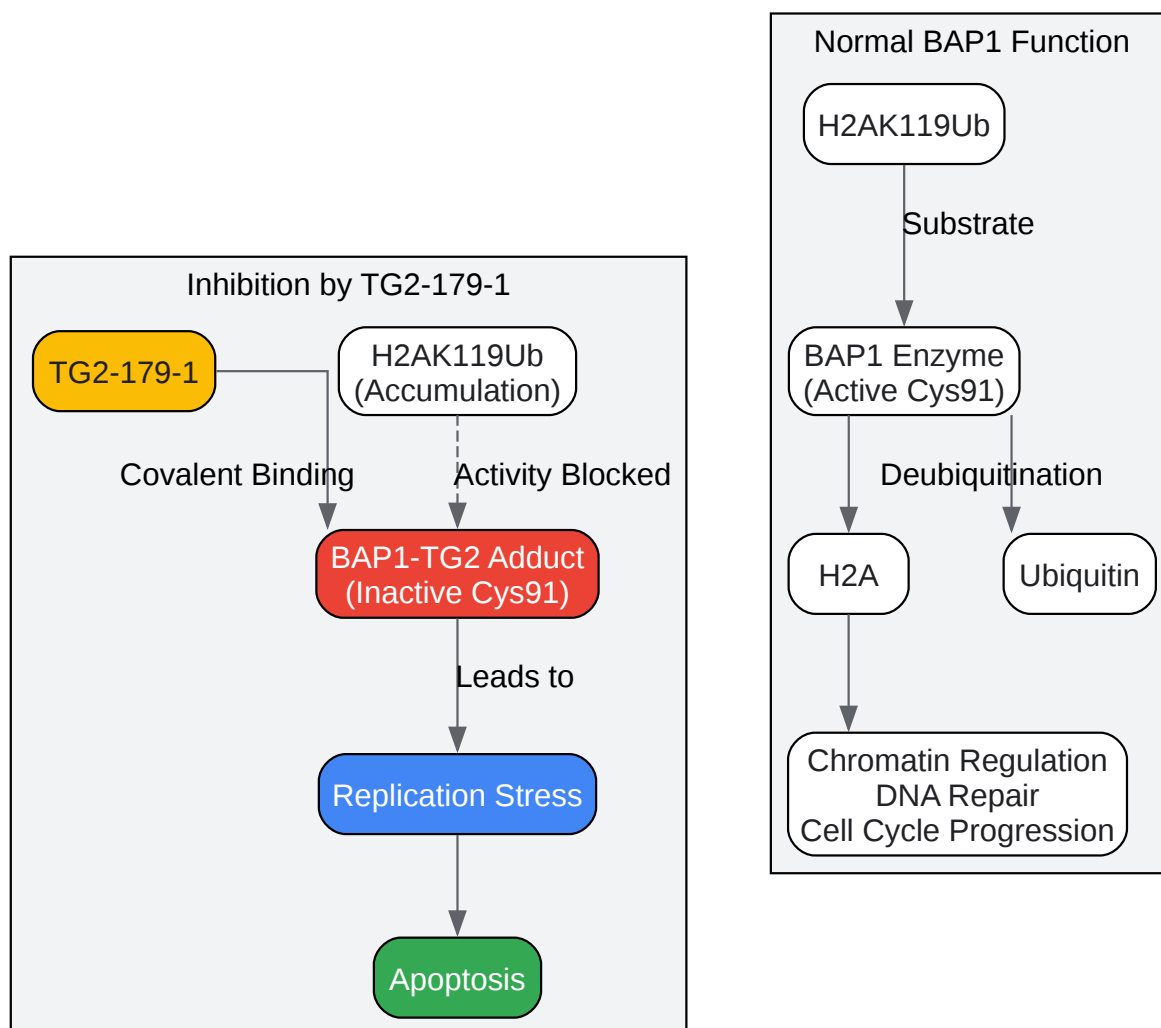 Normal BAP1 Function
H2AK119Ub
Substrate
BAP1 Enzyme
(Active Cys91)
Deubiquitination
H2A
Ubiquitin
Chromatin Regulation
DNA Repair
Cell Cycle Progression
Inhibition by TG2-179-1
TG2-179-1
H2AK119Ub
(Accumulation)
Covalent Binding
Activity Blocked
BAP1-TG2 Adduct
(Inactive Cys91)
Leads to
Replication Stress
Apoptosis